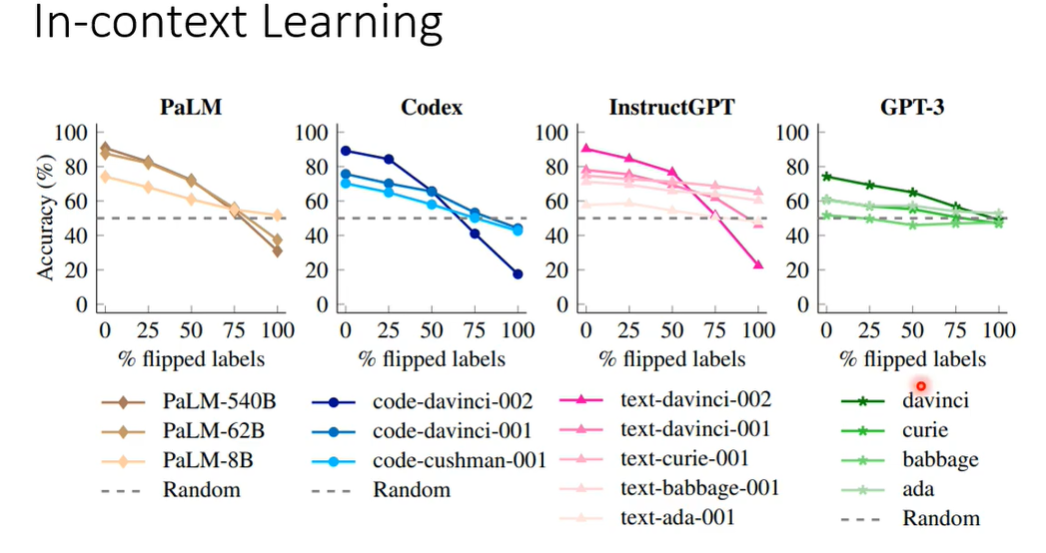 In-context Learning
PaLM
Codex
InstructGPT
GPT-3
Accuracy (%)
100
80
60
40
20
0
0 25 50 75 100
% flipped labels
PaLM-540B
PaLM-62B
PaLM-8B
Random
100
80
60
40
20
0
0 25 50 75 100
% flipped labels
code-davinci-002
code-davinci-001
code-cushman-001
Random
100
80
60
40
20
0
0 25 50 75 100
% flipped labels
text-davinci-002
text-davinci-001
text-curie-001
text-babbage-001
text-ada-001
100
80
60
40
20
0
0 25 50 75 100
% flipped labels
davinci
curie
babbage
ada
Random